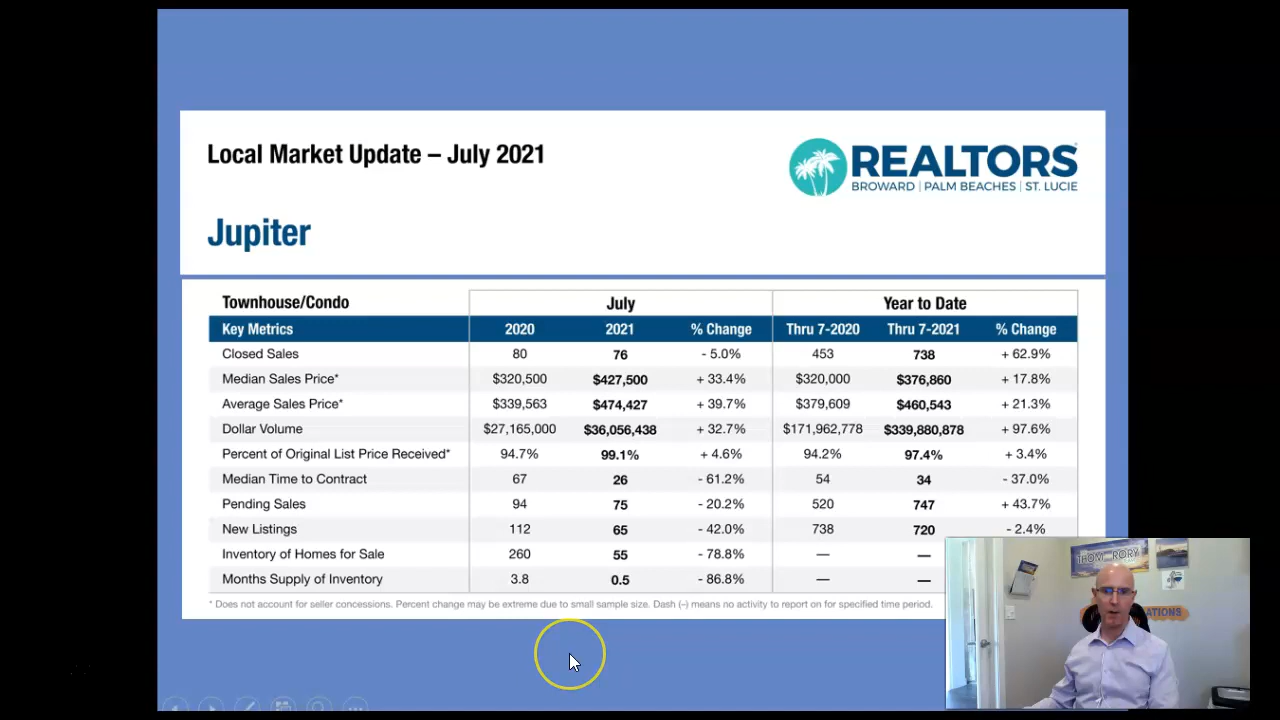 Local Market Update – July 2021
REALTORS
BROWARD | PALM BEACHES | ST. LUCIE
Jupiter
Townhouse/Condo July Year to Date
Key Metrics 2020 2021 % Change Thru 7-2020 Thru 7-2021 % Change
Closed Sales 80 76 - 5.0% 453 738 + 62.9%
Median Sales Price* $320,500 $427,500 + 33.4% $320,000 $376,860 + 17.8%
Average Sales Price* $339,563 $474,427 + 39.7% $379,609 $460,543 + 21.3%
Dollar Volume $27,165,000 $36,056,438 + 32.7% $171,962,778 $339,880,878 + 97.6%
Percent of Original List Price Received* 94.7% 99.1% + 4.6% 94.2% 97.4% + 3.4%
Median Time to Contract 67 26 - 61.2% 54 34 - 37.0%
Pending Sales 94 75 - 20.2% 520 747 + 43.7%
New Listings 112 65 - 42.0% 738 720 - 2.4%
Inventory of Homes for Sale 260 55 - 78.8% — —
Months Supply of Inventory 3.8 0.5 - 86.8% — —
* Does not account for seller concessions. Percent change may be extreme due to small sample size. Dash (–) means no activity to report on for specified time period.
THOM RORY
ATIONS